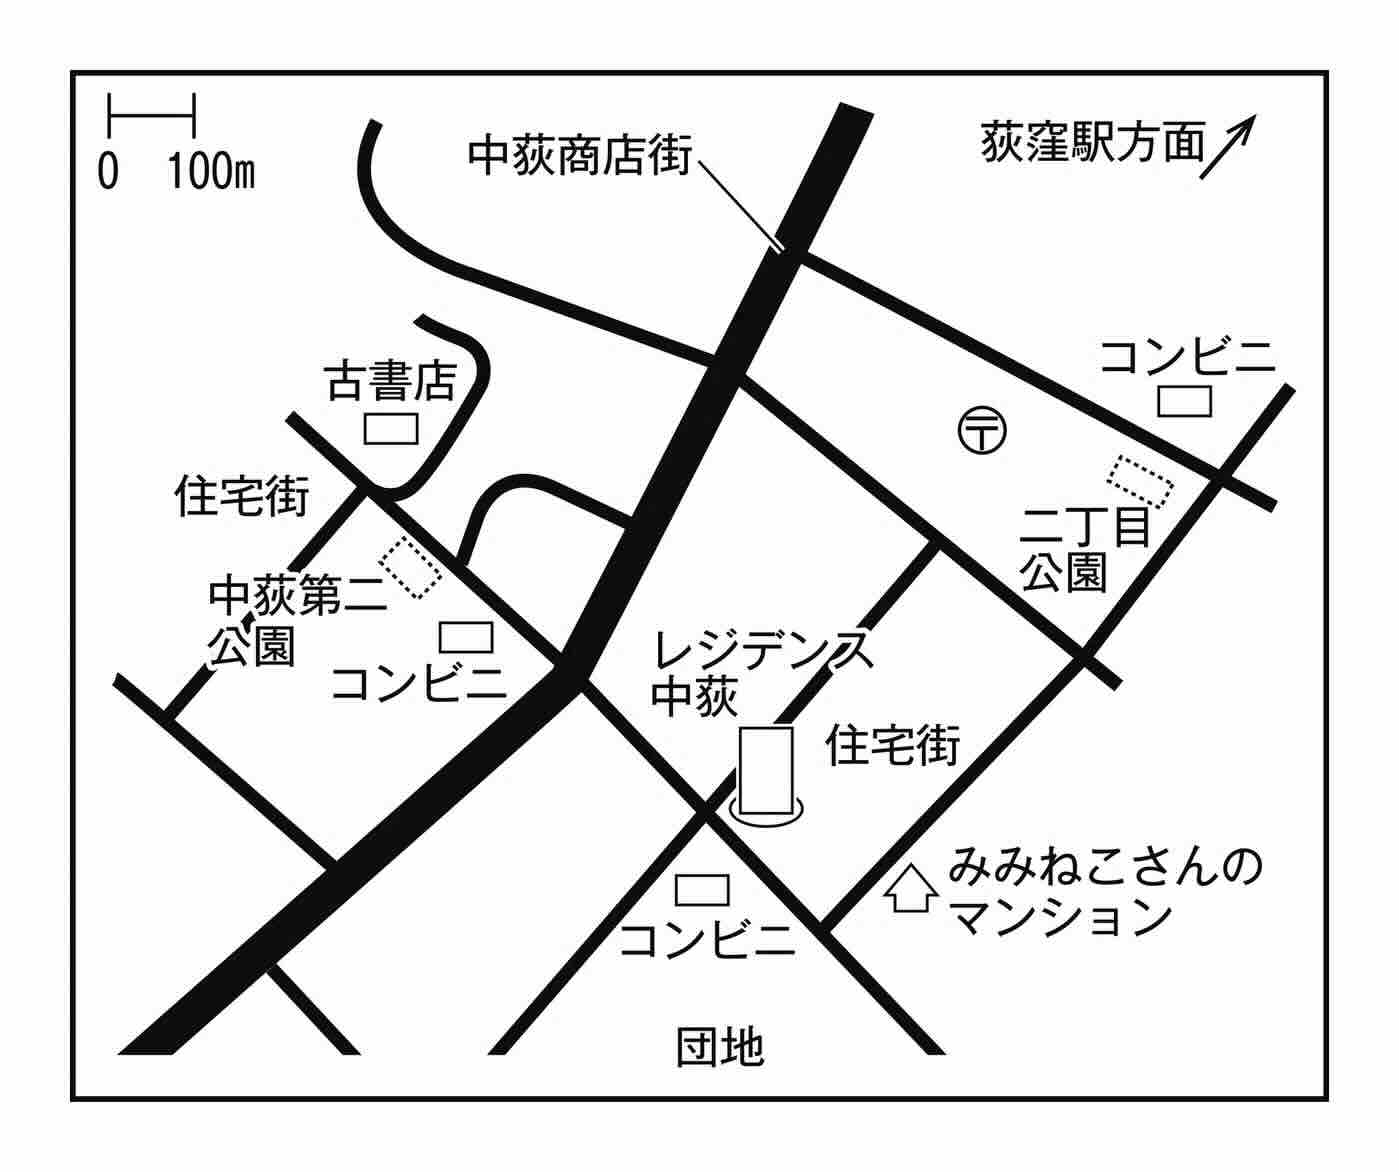 0 100m
中荻商店街
荻窪駅方面
コンビニ
古書店
〒
住宅街
二丁目
公園
中荻第二
公園
コンビニ
レジデンス
中荻
住宅街
みみねこさんの
マンション
コンビニ
団地